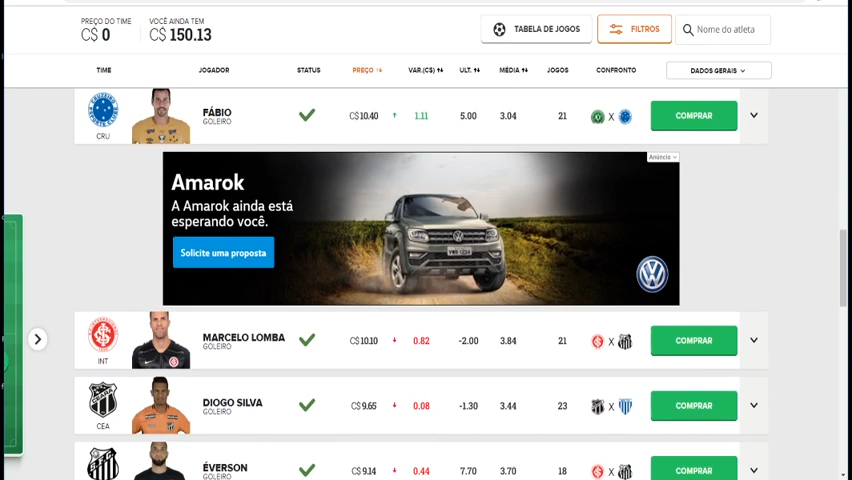 PREÇO DO TIME
C$ 0
VOCÊ AINDA TEM
C$ 150.13
TABELA DE JOGOS
FILTROS
Nome do atleta
TIME
JOGADOR
STATUS
PREÇO
VAR.(C$)
ULT.
MÉDIA
JOGOS
CONFRONTO
DADOS GERAIS
CRU
FÁBIO
GOLEIRO
C$ 10.40
1.11
5.00
3.04
21
X
COMPRAR
Anúncio
Amarok
A Amarok ainda está
esperando você.
Solicite uma proposta
INT
MARCELO LOMBA
GOLEIRO
C$ 10.10
0.82
-2.00
3.84
21
X
COMPRAR
CEA
DIOGO SILVA
GOLEIRO
C$ 9.65
0.08
-1.30
3.44
23
X
COMPRAR
ÉVERSON
GOLEIRO
C$ 9.14
0.44
7.70
3.70
18
X
COMPRAR